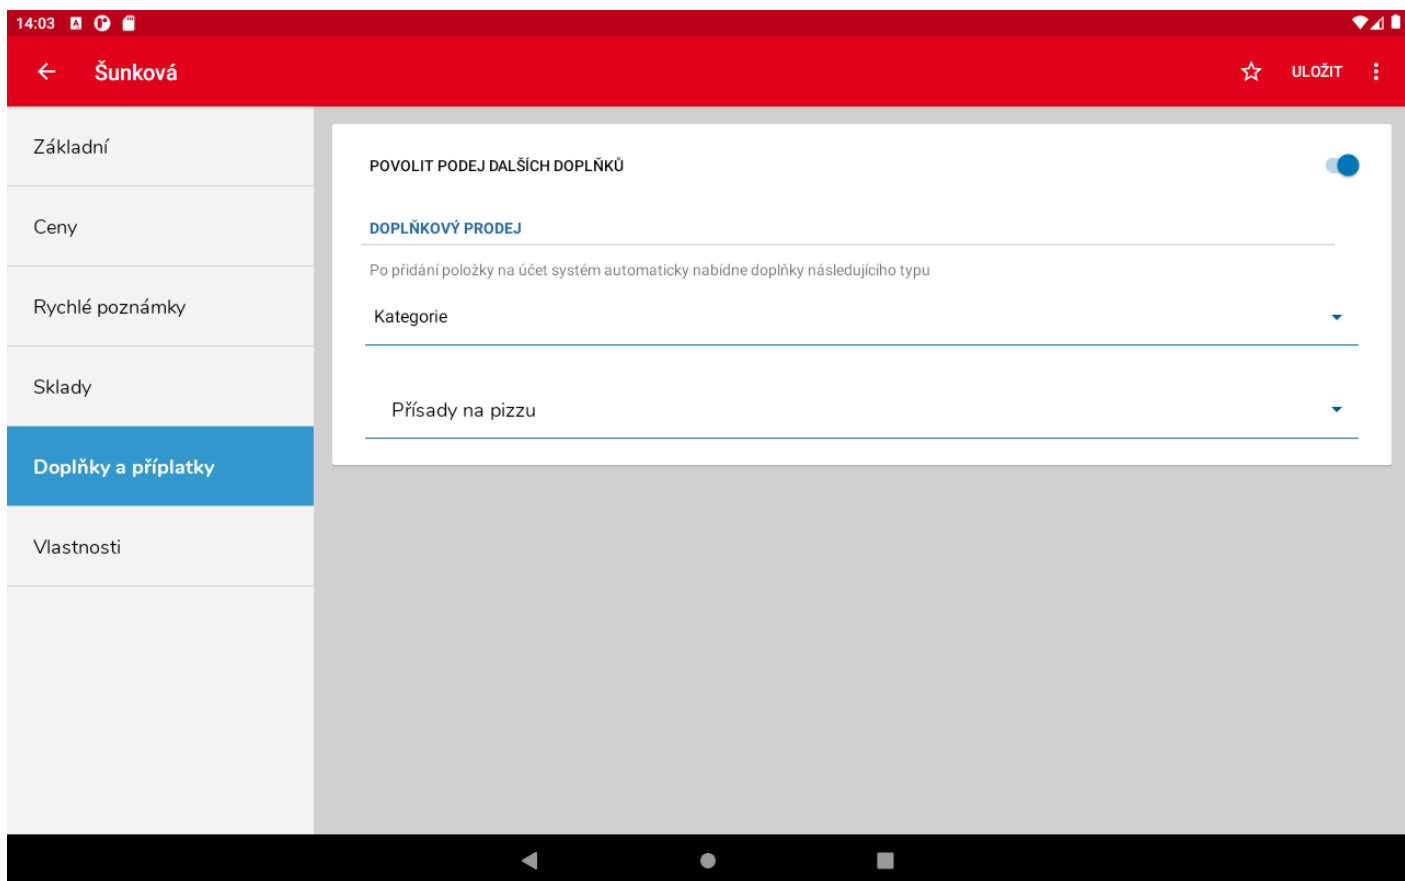 14:03
Šunková
ULOŽIT
Základní
Ceny
Rychlé poznámky
Sklady
Doplňky a příplatky
Vlastnosti
POVOLIT PODEJ DALŠÍCH DOPLŇKŮ
DOPLŇKOVÝ PRODEJ
Po přidání položky na účet systém automaticky nabídne doplňky následujícího typu
Kategorie
Přísady na pizzu